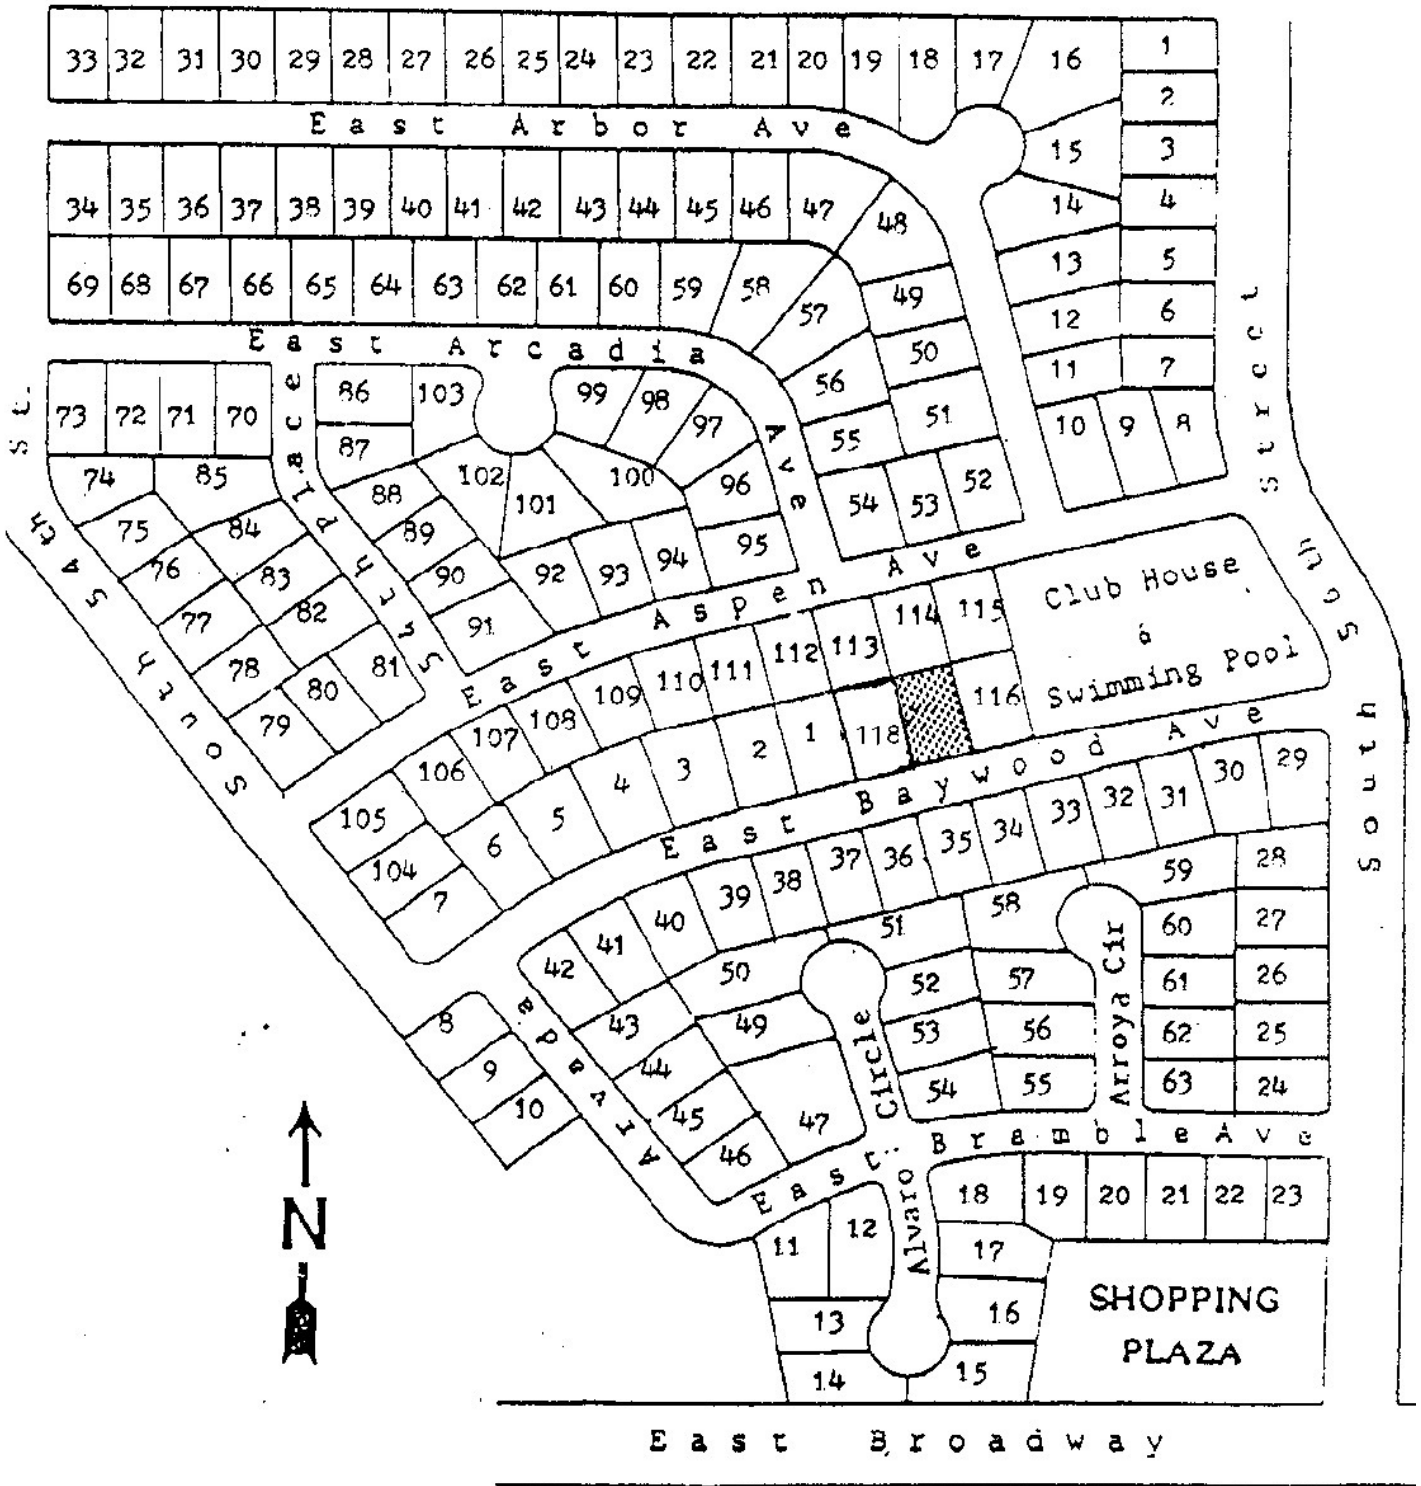 33 32 31 30 29 28 27 26 25 24 23 22 21 20 19 18 17 16 1
2
East Arbor Ave
15 3
34 35 36 37 38 39 40 41 42 43 44 45 46 47 48 14 4
13 5
69 68 67 66 65 64 63 62 61 60 59 58 57 49 12 6
East Arcadia Ave
50 11 7
56
73 72 71 70 86 103 99 98 97 51 10 9 8
87 55
74 85 88 102 101 100 96 54 53 52
75 84 89 95
76 83 90 92 93 94
77 82 91
78 81
79 80
South 5th St.
South 54th Place
East Aspen Ave
South Street
Club House
&
Swimming Pool
105 106 107 108 109 110 111 112 113 114 115
104 116
7 6 5 4 3 2 1 118
East Baywood Ave
42 41 40 39 38 37 36 35 34 33 32 31 30 29
59 28
51 58 60 27
50 52 57 61 26
8 43 49 53 56 62 25
9 44 54 55 63 24
10 45 47
46
Arivapa
Circle
Alvaro
Arroya Cir
East Bramble Ave
18 19 20 21 22 23
11 12 17
13 16
14 15
N
SHOPPING
PLAZA
East Broadway